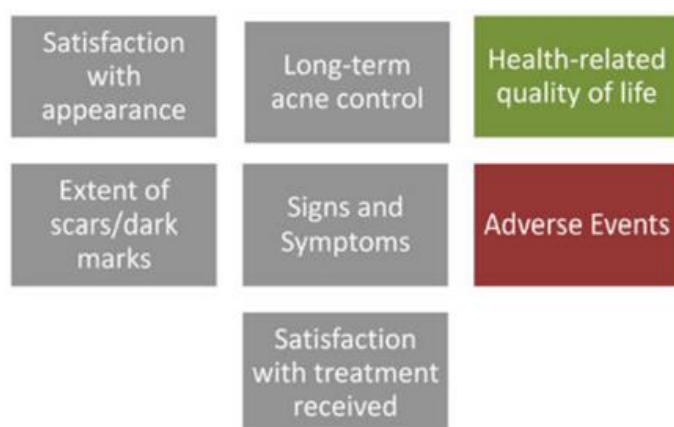 Satisfaction
with
appearance
Long-term
acne control
Health-related
quality of life
Extent of
scars/dark
marks
Signs and
Symptoms
Adverse Events
Satisfaction
with treatment
received